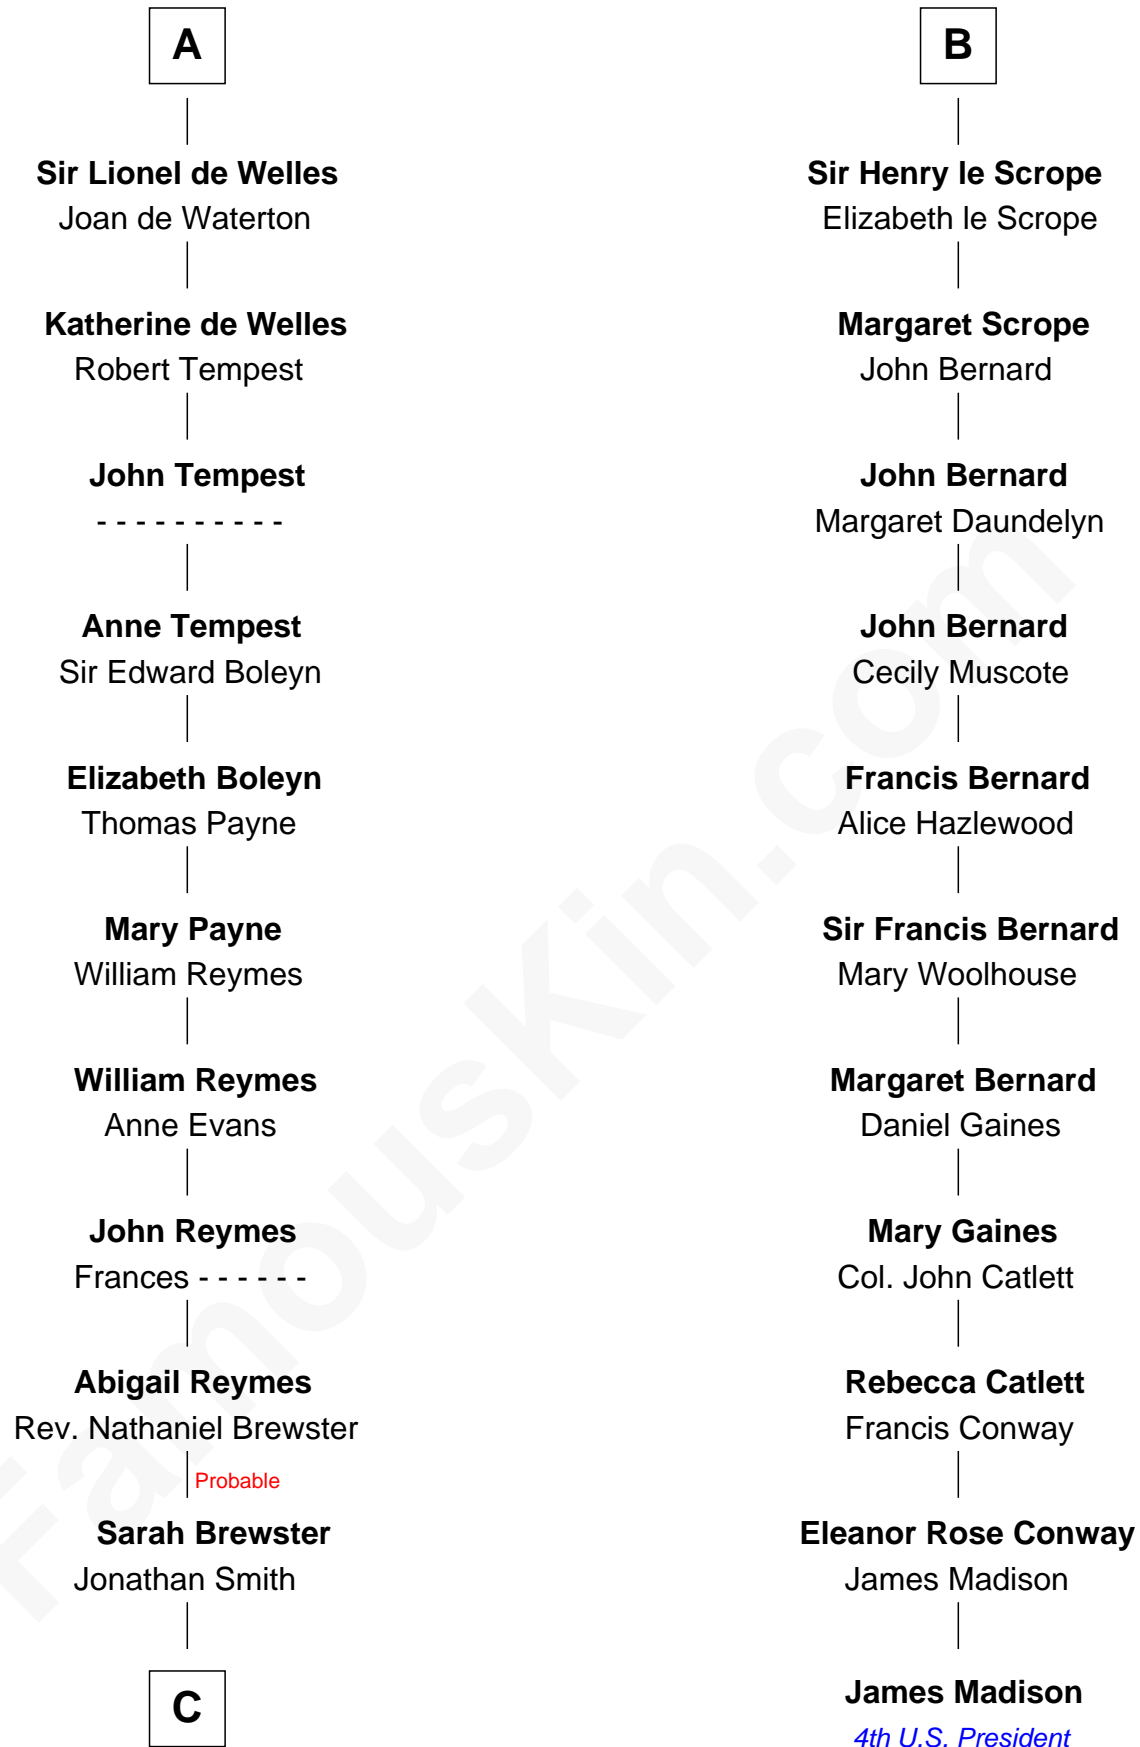 A
Sir Lionel de Welles
Joan de Waterton
Katherine de Welles
Robert Tempest
John Tempest
- - - - - - - - - -
Anne Tempest
Sir Edward Boleyn
Elizabeth Boleyn
Thomas Payne
Mary Payne
William Reymes
William Reymes
Anne Evans
John Reymes
Frances - - - - - -
Abigail Reymes
Rev. Nathaniel Brewster
Probable
Sarah Brewster
Jonathan Smith
C
B
Sir Henry le Scrope
Elizabeth le Scrope
Margaret Scrope
John Bernard
John Bernard
Margaret Daundelyn
John Bernard
Cecily Muscote
Francis Bernard
Alice Hazlewood
Sir Francis Bernard
Mary Woolhouse
Margaret Bernard
Daniel Gaines
Mary Gaines
Col. John Catlett
Rebecca Catlett
Francis Conway
Eleanor Rose Conway
James Madison
James Madison
4th U.S. President
FamousKin.com